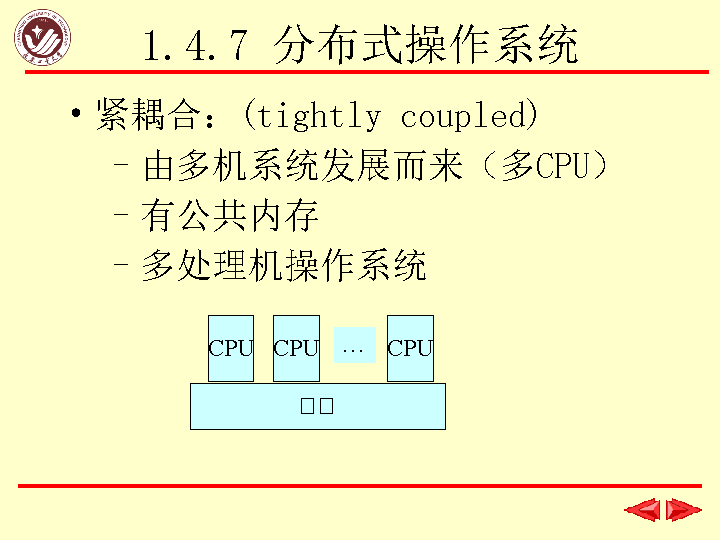 1.4.7 分布式操作系统
• 紧耦合：(tightly coupled)
– 由多机系统发展而来（多CPU）
– 有公共内存
– 多处理机操作系统
CPU CPU … CPU